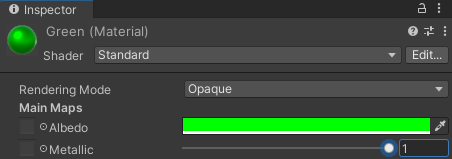 Inspector
Green (Material)
Shader Standard Edit...
Rendering Mode Opaque
Main Maps
Albedo
Metallic 1